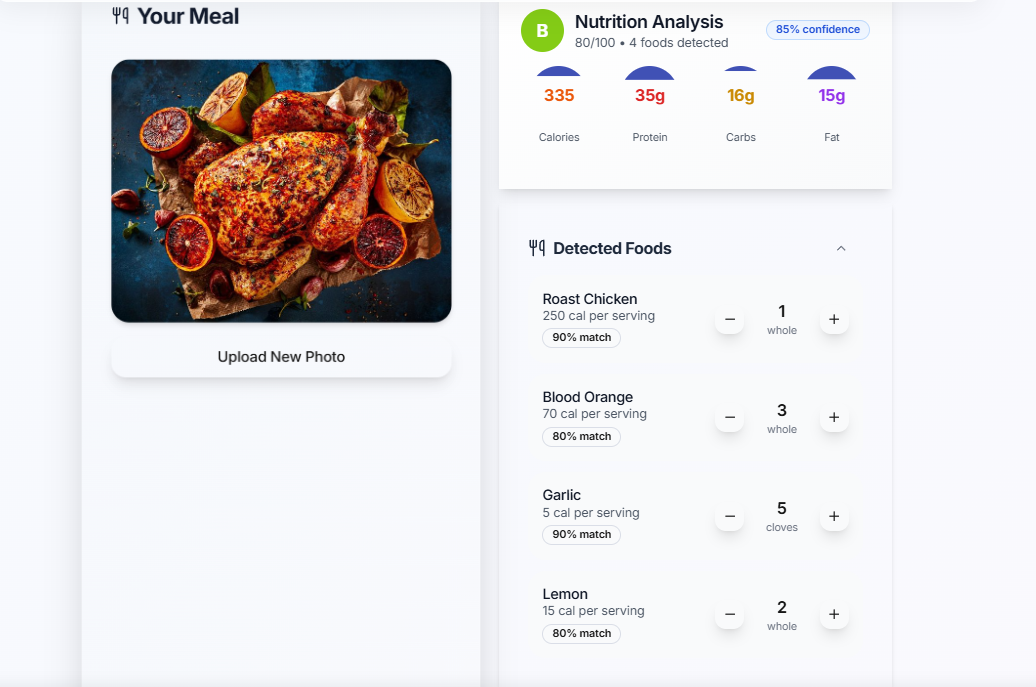 Your Meal
Upload New Photo
B
Nutrition Analysis
80/100 • 4 foods detected
85% confidence
335
35g
16g
15g
Calories
Protein
Carbs
Fat
Detected Foods
Roast Chicken
250 cal per serving
90% match
−
1
whole
+
Blood Orange
70 cal per serving
80% match
−
3
whole
+
Garlic
5 cal per serving
90% match
−
5
cloves
+
Lemon
15 cal per serving
80% match
−
2
whole
+